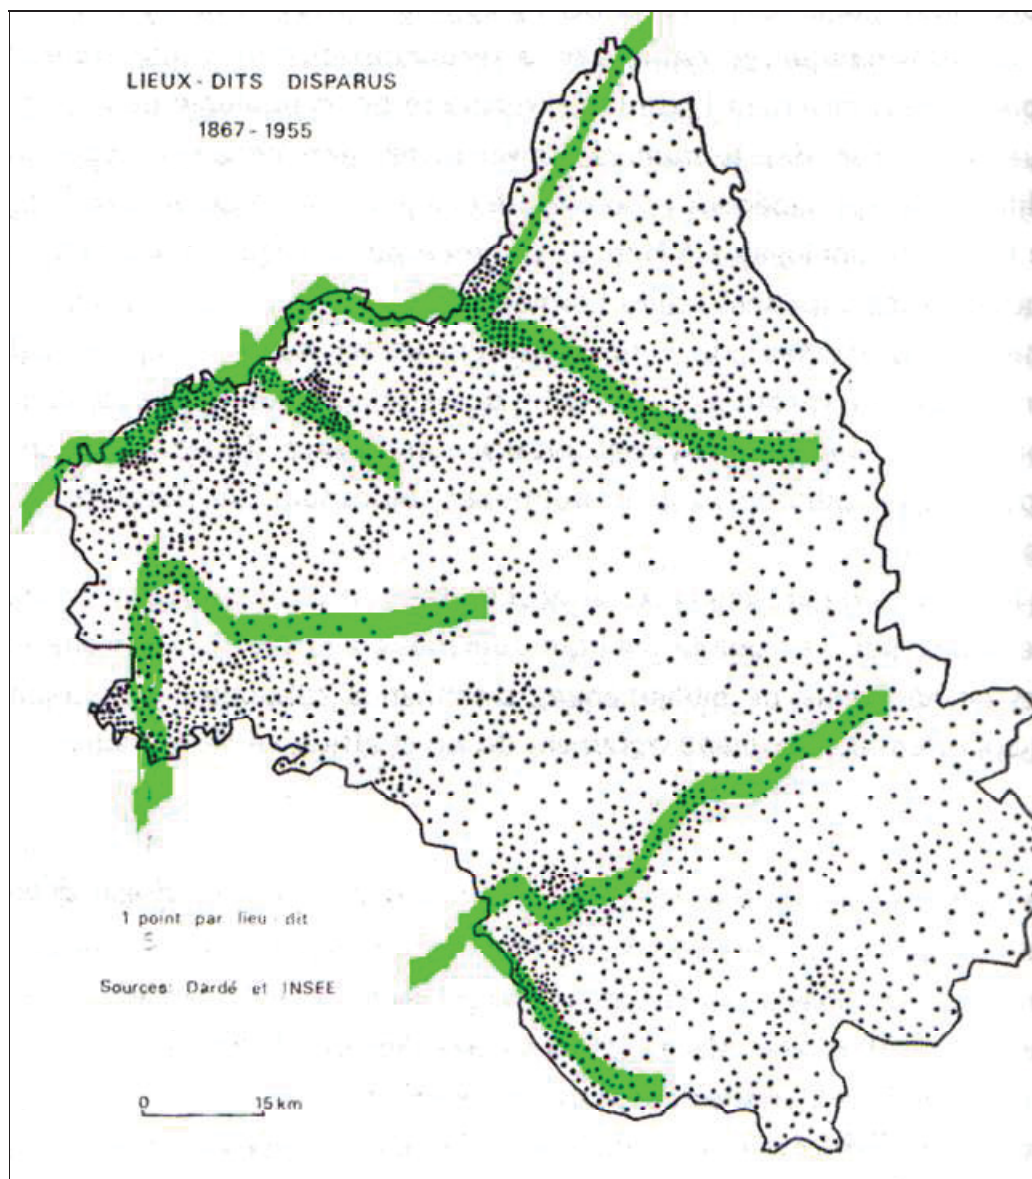 LIEUX-DITS DISPARUS
1867-1955
1 point par lieu dit
Sources: Dardé et INSEE
0 15 km